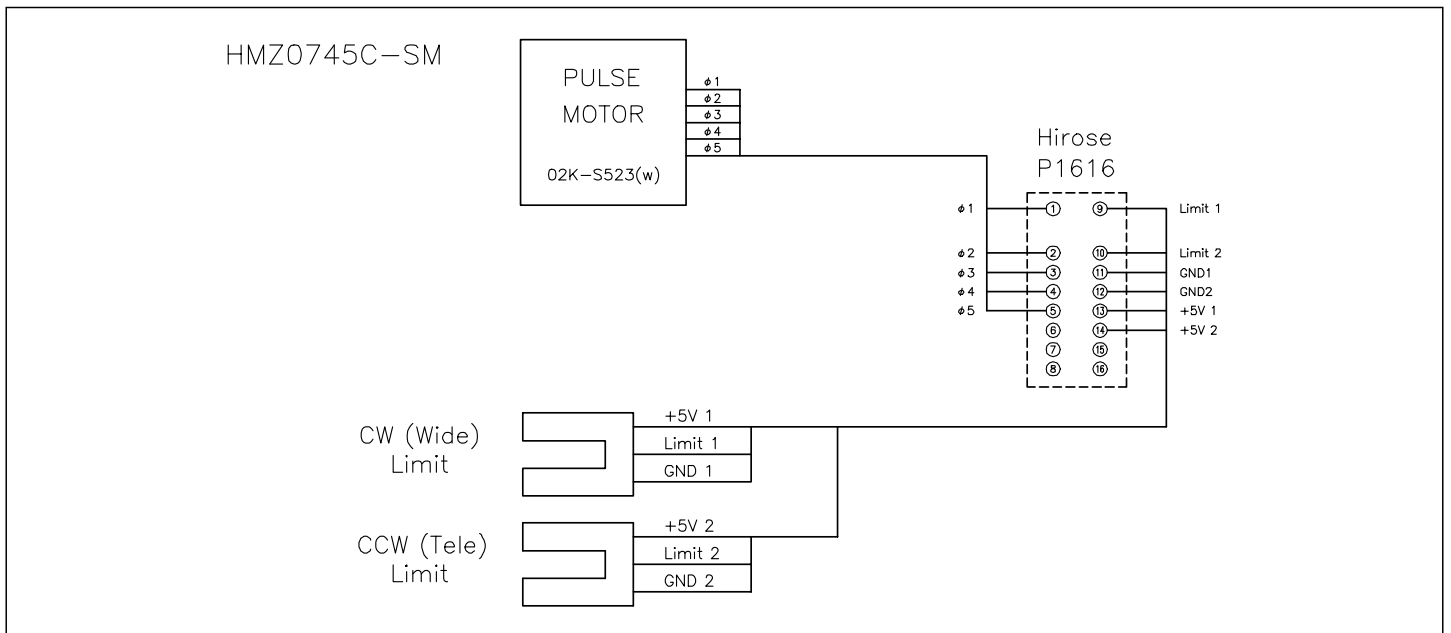 HMZ0745C-SM
PULSE
MOTOR
02K-S523(w)
φ1
φ2
φ3
φ4
φ5
Hirose
P1616
φ1 ① ⑨ Limit 1
φ2 ② ⑩ Limit 2
φ3 ③ ⑪ GND1
φ4 ④ ⑫ GND2
φ5 ⑤ ⑬ +5V 1
⑥ ⑭ +5V 2
⑦ ⑮
⑧ ⑯
CW (Wide)
Limit
+5V 1
Limit 1
GND 1
CCW (Tele)
Limit
+5V 2
Limit 2
GND 2